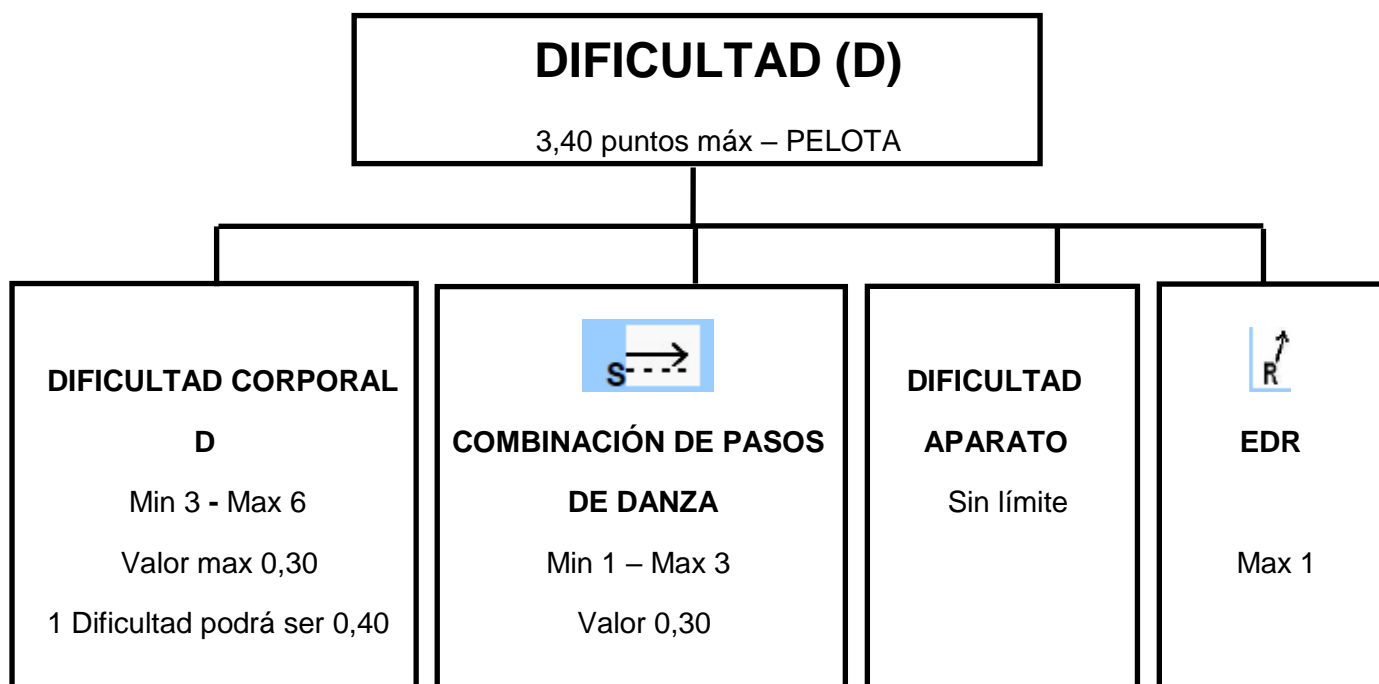 DIFICULTAD (D)
3,40 puntos máx – PELOTA
DIFICULTAD CORPORAL
D
Min 3 - Max 6
Valor max 0,30
1 Dificultad podrá ser 0,40
S
COMBINACIÓN DE PASOS
DE DANZA
Min 1 – Max 3
Valor 0,30
DIFICULTAD
APARATO
Sin límite
R
EDR
Max 1